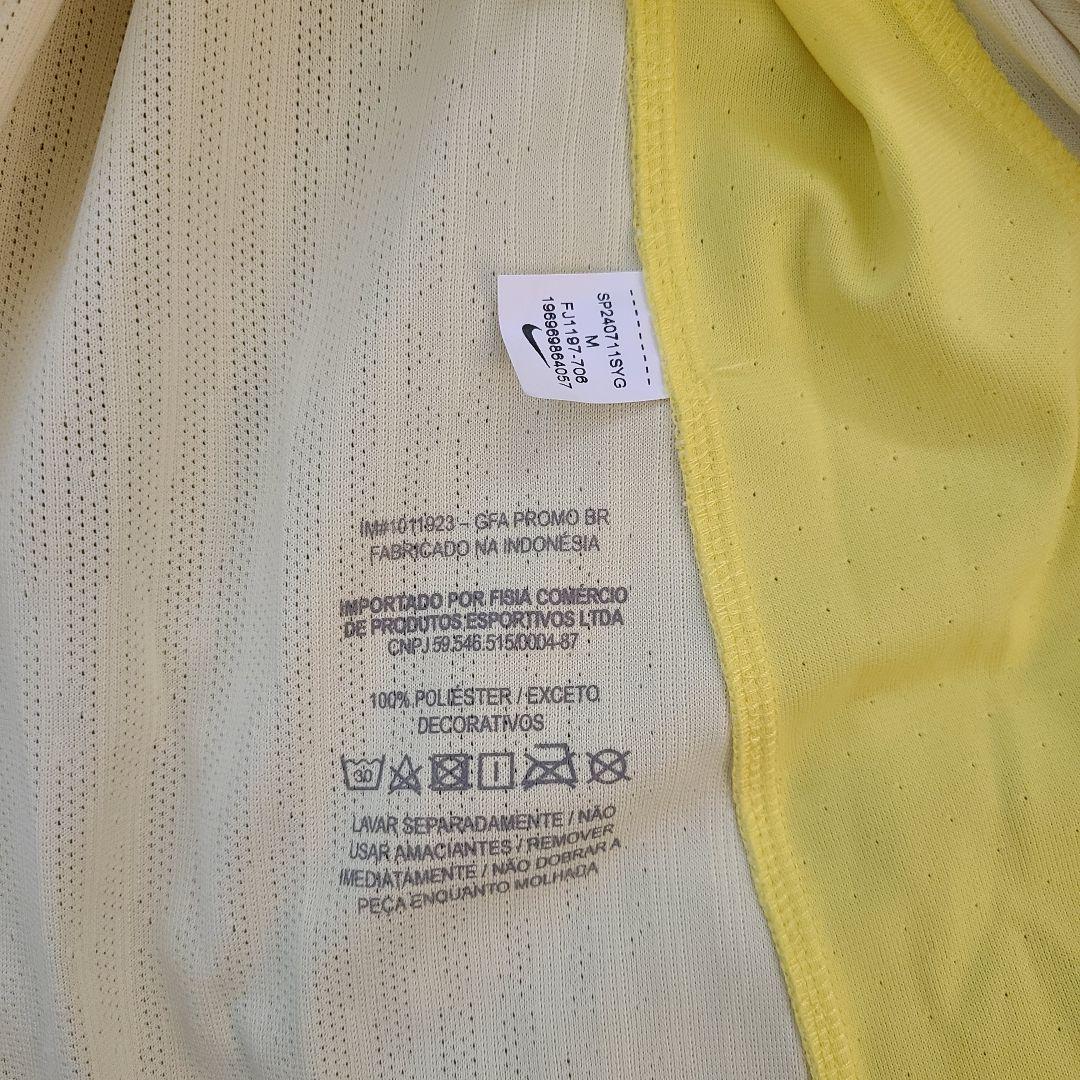 SP240711SYG
M
FJ1197-706
196969864057
IM#1011923 – GFA PROMO BR
FABRICADO NA INDONÉSIA
IMPORTADO POR FISIA COMÉRCIO
DE PRODUTOS ESPORTIVOS LTDA
CNPJ 59.546.515/0004-87
100% POLIÉSTER / EXCETO
DECORATIVOS
30
LAVAR SEPARADAMENTE / NÃO
USAR AMACIANTES / REMOVER
IMEDIATAMENTE / NÃO DOBRAR A
PEÇA ENQUANTO MOLHADA